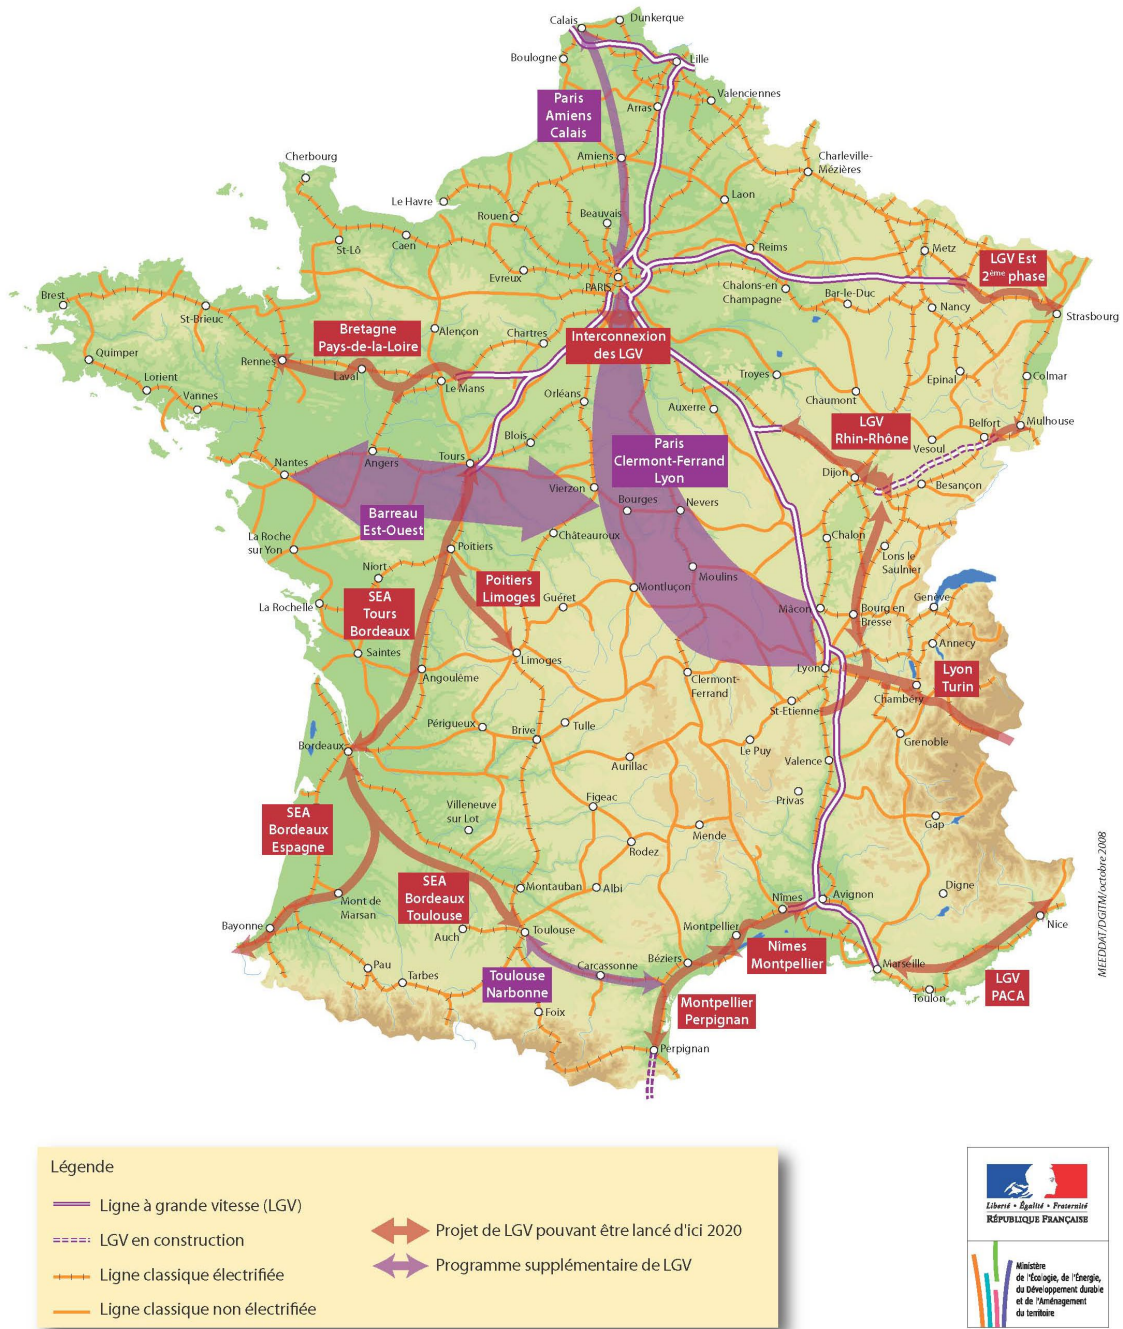 Calais
Dunkerque
Boulogne
Lille
Paris
Amiens
Calais
Valenciennes
Arras
Amiens
Cherbourg
Charleville-
Mézières
Le Havre
Laon
Rouen
Beauvais
St-Lô
Caen
Reims
Metz
LGV Est
2ème phase
Evreux
PARIS
Chalons-en
Champagne
Bar-le-Duc
Nancy
Strasbourg
Brest
St-Brieuc
Bretagne
Pays-de-la-Loire
Alençon
Chartres
Interconnexion
des LGV
Quimper
Rennes
Laval
Le Mans
Troyes
Chaumont
Epinal
Colmar
Lorient
Vannes
Orléans
Auxerre
LGV
Rhin-Rhône
Belfort
Mulhouse
Vesoul
Blois
Paris
Clermont-Ferrand
Lyon
Nantes
Angers
Tours
Dijon
Besançon
Vierzon
Bourges
Nevers
Barreau
Est-Ouest
La Roche
sur Yon
Châteauroux
Chalon
Lons le
Saulnier
Poitiers
Niort
Poitiers
Limoges
Moulins
Montluçon
La Rochelle
SEA
Tours
Bordeaux
Guéret
Mâcon
Bourg en
Bresse
Genève
Annecy
Saintes
Limoges
Angoulême
Clermont-
Ferrand
Lyon
Lyon
Turin
Chambéry
St-Etienne
Périgueux
Brive
Tulle
Grenoble
Bordeaux
Aurillac
Le Puy
Valence
Privas
Villeneuve
sur Lot
Figeac
SEA
Bordeaux
Espagne
Gap
Mende
Rodez
MEEDDAT/DGITM/octobre 2008
SEA
Bordeaux
Toulouse
Montauban
Albi
Mont de
Marsan
Nîmes
Avignon
Digne
Bayonne
Auch
Toulouse
Montpellier
Nice
Nîmes
Montpellier
Béziers
Carcassonne
Marseille
Pau
Tarbes
Toulouse
Narbonne
Toulon
LGV
PACA
Foix
Montpellier
Perpignan
Perpignan
Légende
Ligne à grande vitesse (LGV)
LGV en construction
Ligne classique électrifiée
Ligne classique non électrifiée
Projet de LGV pouvant être lancé d'ici 2020
Programme supplémentaire de LGV
Liberté • Égalité • Fraternité
RÉPUBLIQUE FRANÇAISE
Ministère
de l'Écologie, de l'Énergie,
du Développement durable
et de l'Aménagement
du territoire